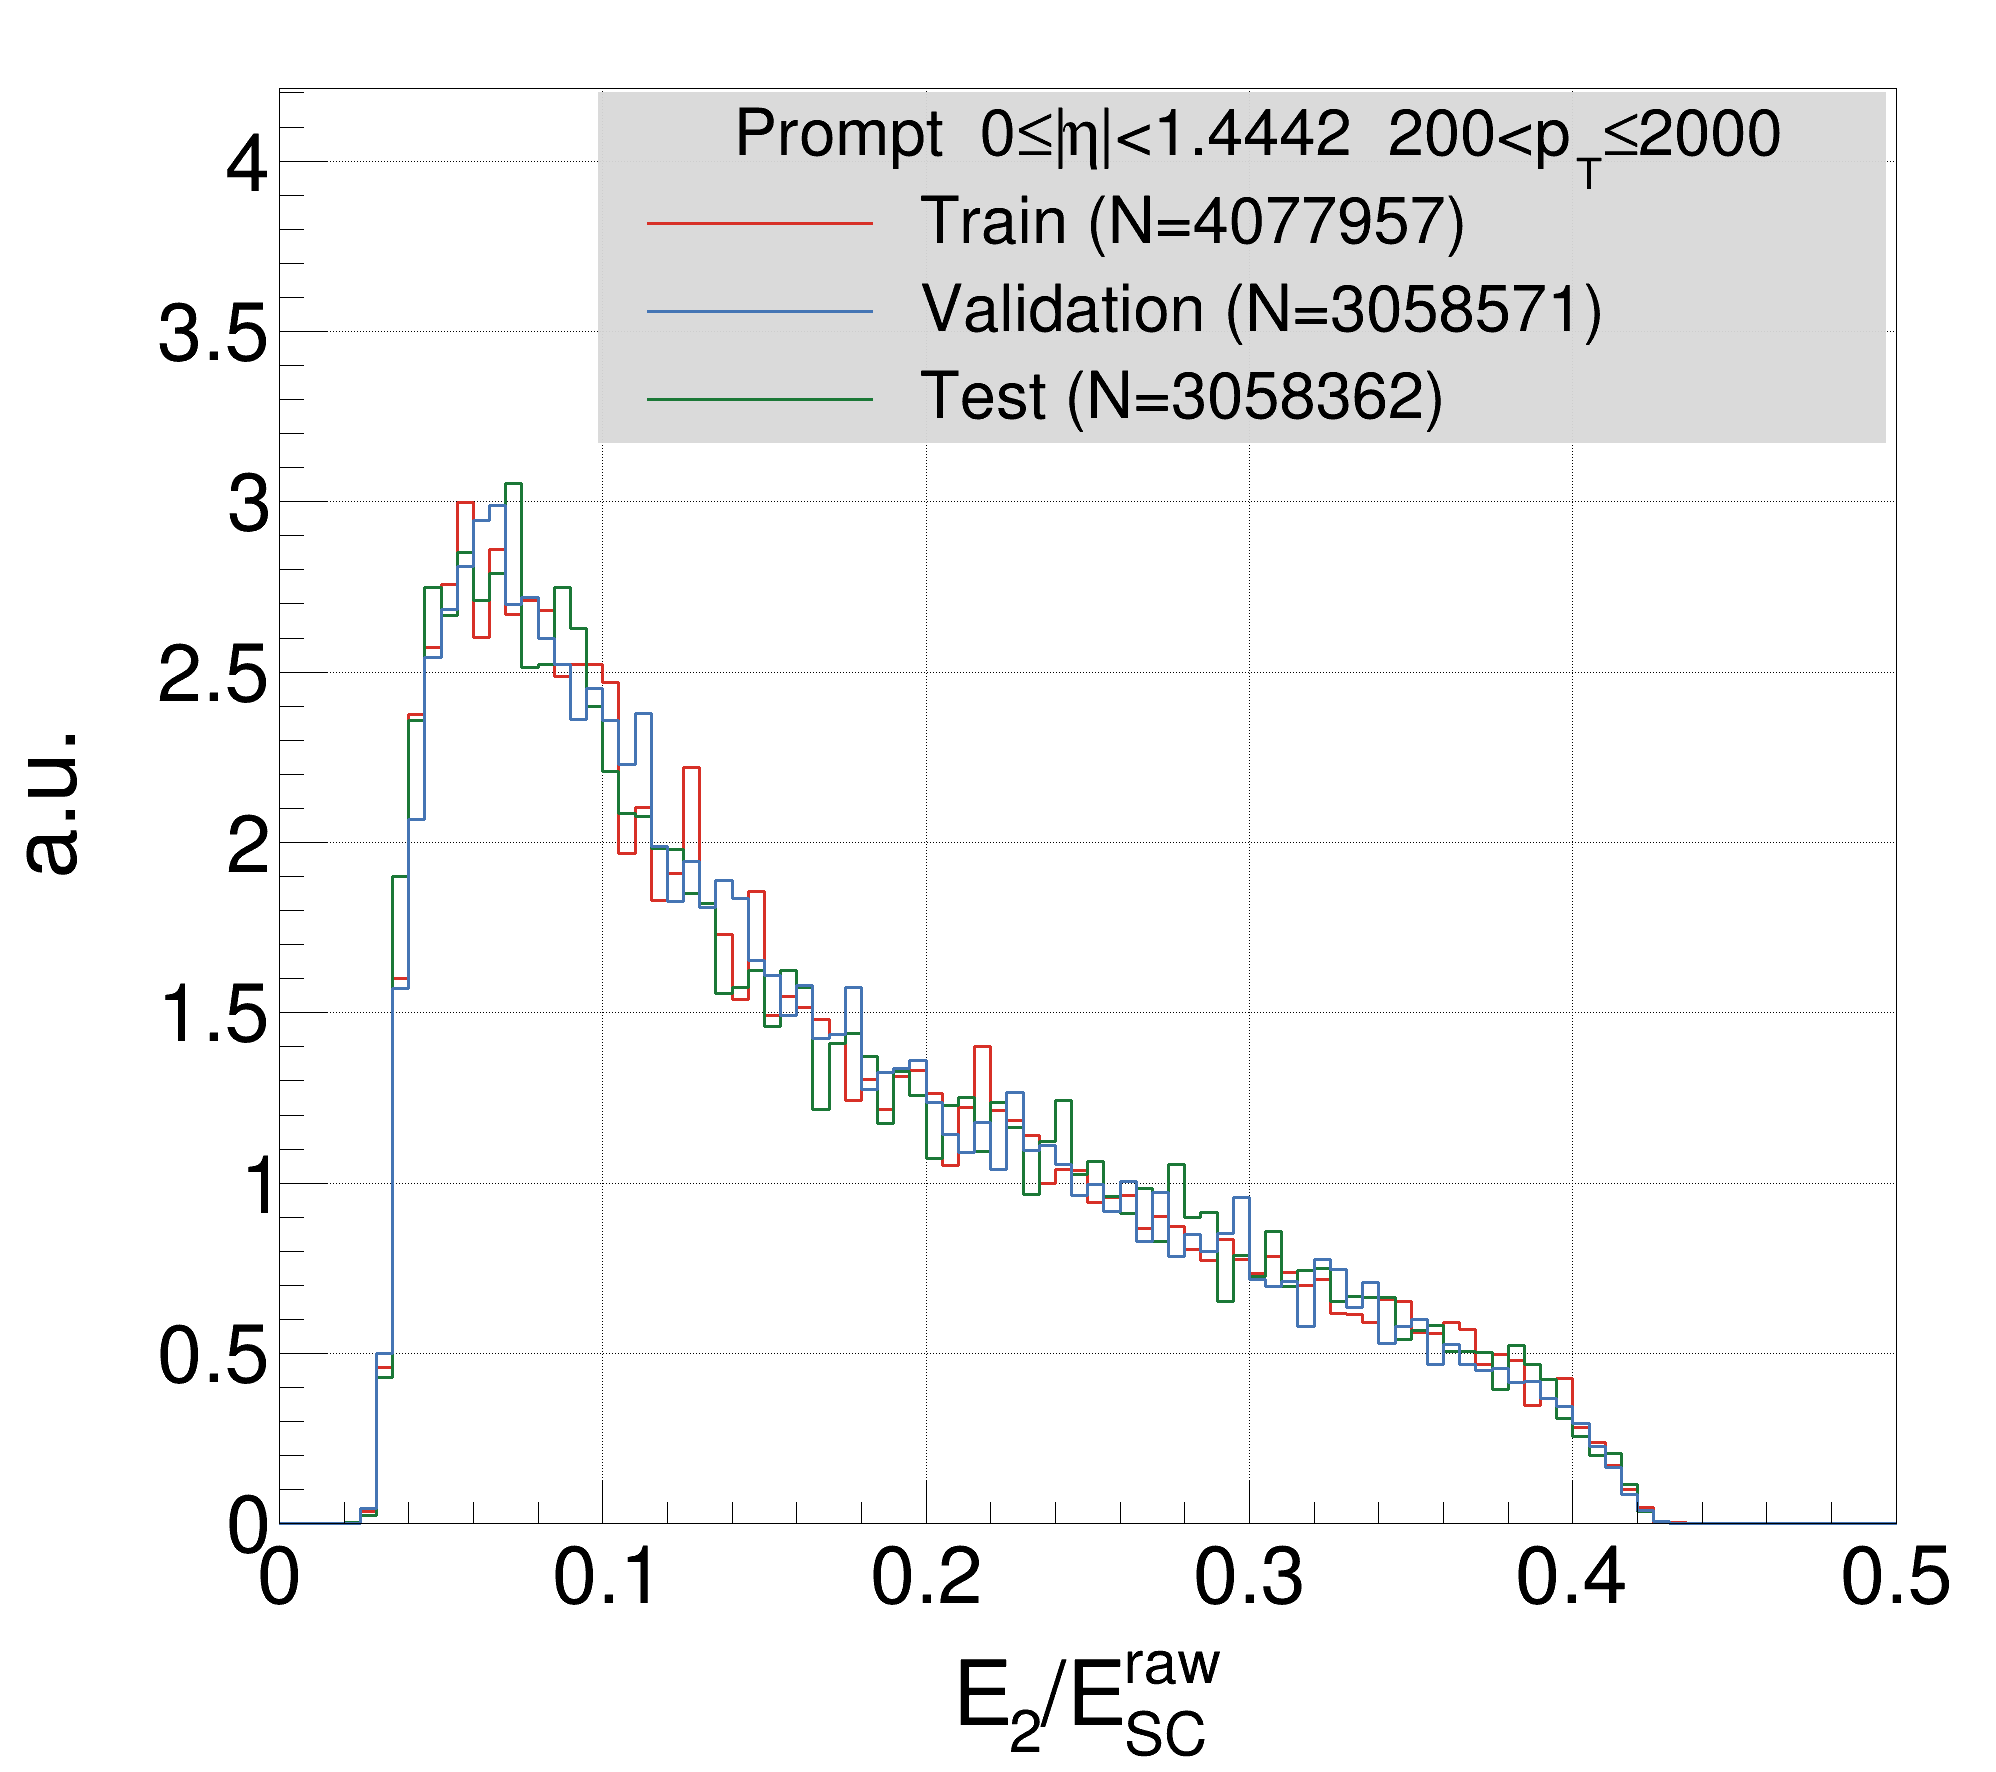 Prompt 0≤|η|<1.4442 200<p_T≤2000
Train (N=4077957)
Validation (N=3058571)
Test (N=3058362)
4
3.5
3
2.5
2
1.5
1
0.5
0
a.u.
0 0.1 0.2 0.3 0.4 0.5
E_2/E_SC^raw